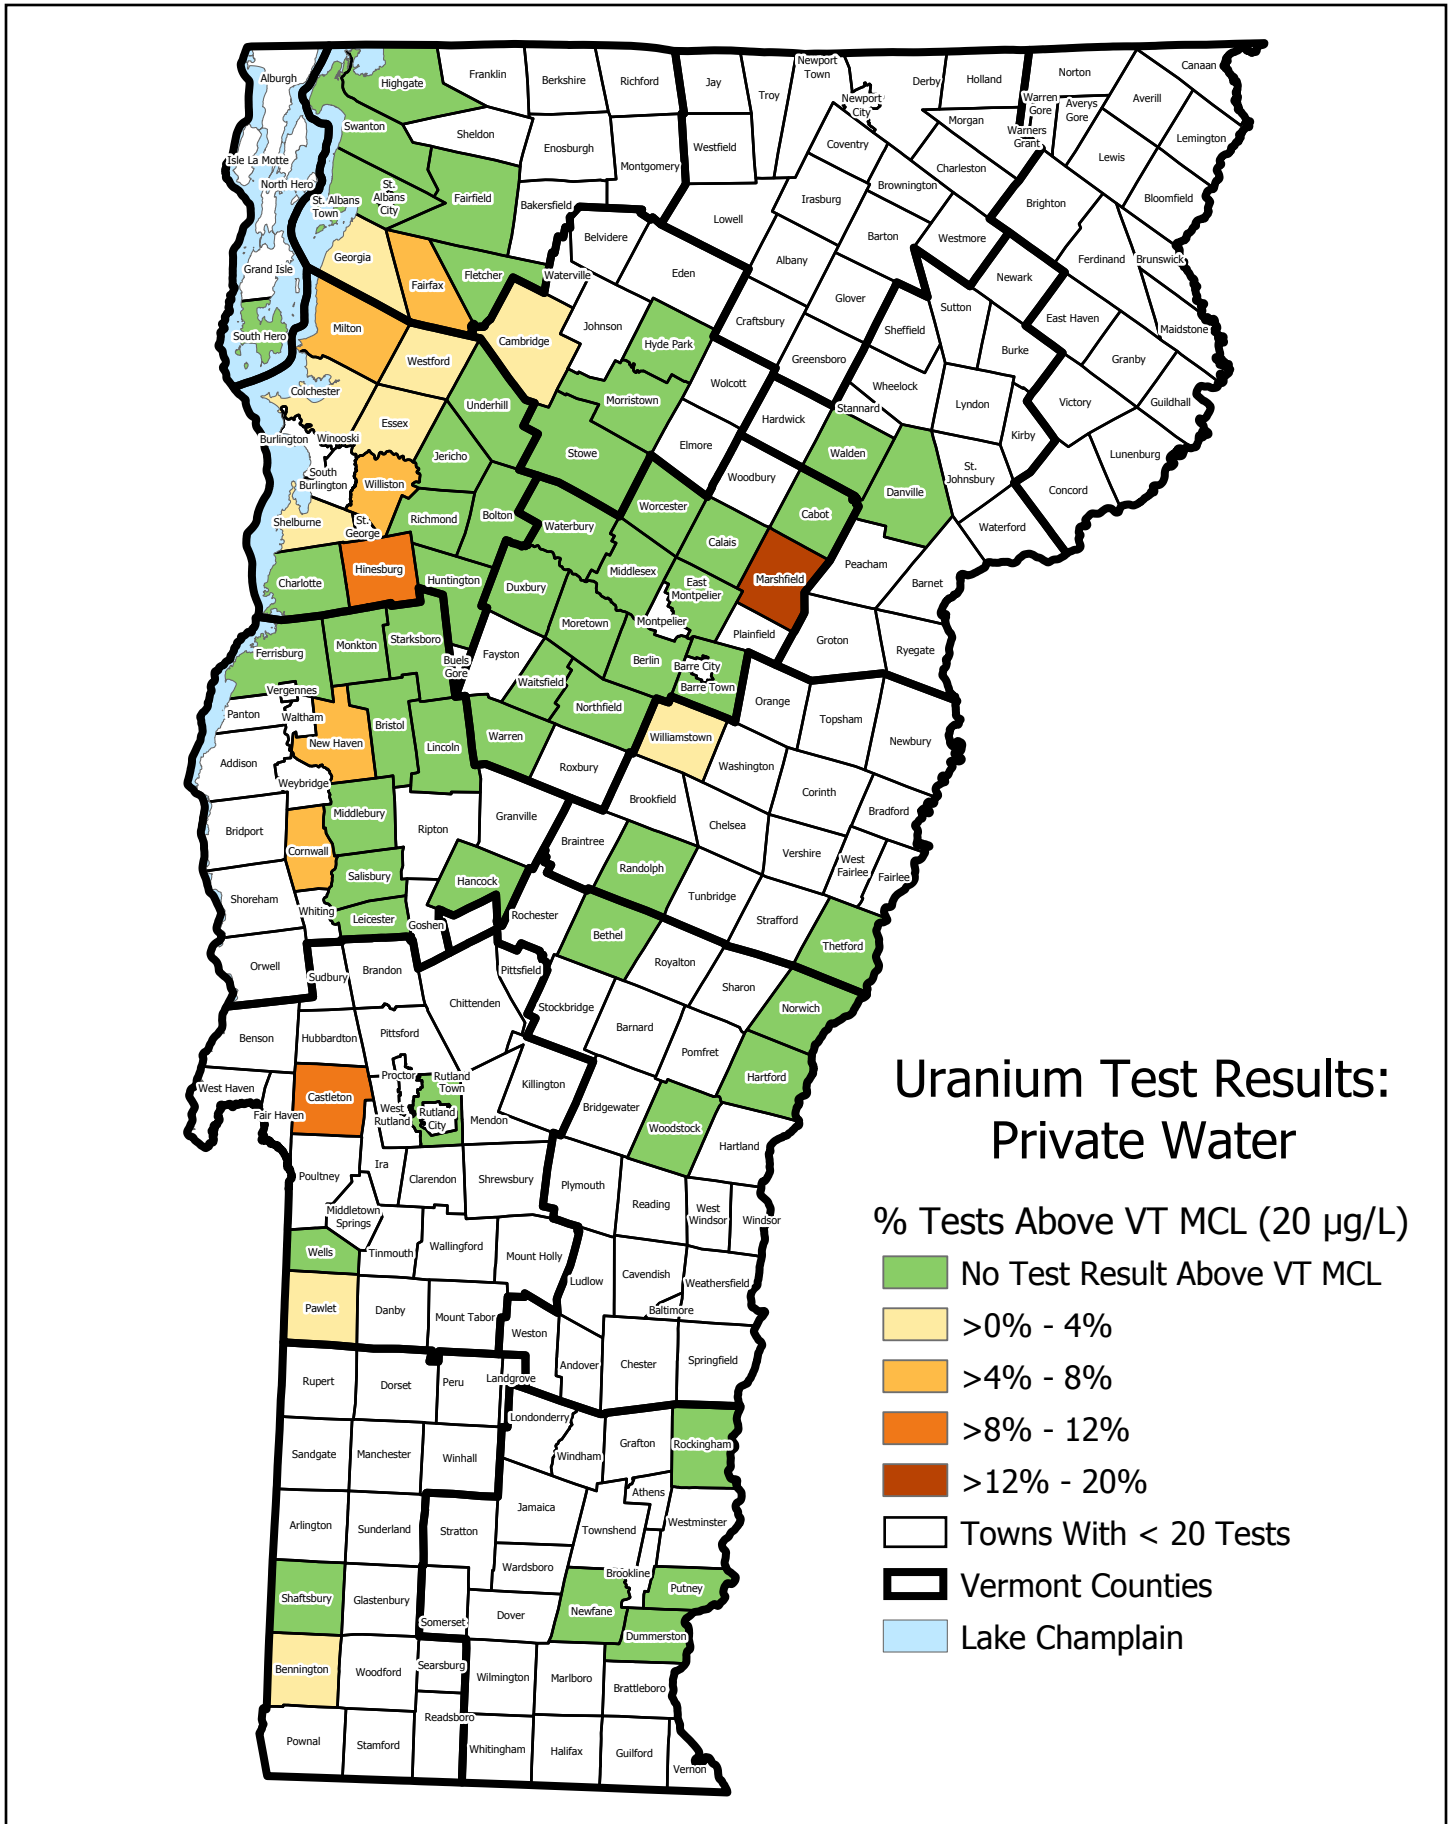 Alburgh
Highgate
Franklin
Berkshire
Richford
Jay
Troy
Newport
Town
Newport
City
Derby
Holland
Norton
Canaan
Warren
Gore
Averys
Gore
Averill
Morgan
Warners
Grant
Lemington
Swanton
Sheldon
Enosburgh
Montgomery
Westfield
Coventry
Charleston
Lewis
Isle La Motte
North Hero
St. Albans
Town
St.
Albans
City
Fairfield
Bakersfield
Lowell
Irasburg
Brownington
Brighton
Bloomfield
Belvidere
Barton
Westmore
Georgia
Grand Isle
Fairfax
Fletcher
Waterville
Eden
Albany
Newark
Ferdinand
Brunswick
South Hero
Milton
Cambridge
Johnson
Hyde Park
Craftsbury
Glover
Sutton
East Haven
Maidstone
Sheffield
Westford
Greensboro
Burke
Granby
Colchester
Underhill
Morristown
Wolcott
Wheelock
Lyndon
Victory
Guildhall
Essex
Hardwick
Stannard
Kirby
Burlington
Winooski
Jericho
Stowe
Elmore
Walden
Lunenburg
South
Burlington
Williston
Woodbury
Danville
St.
Johnsbury
Concord
Shelburne
St.
George
Richmond
Bolton
Waterbury
Worcester
Cabot
Waterford
Calais
Charlotte
Hinesburg
Huntington
Duxbury
Middlesex
East
Montpelier
Marshfield
Peacham
Barnet
Moretown
Montpelier
Plainfield
Groton
Ryegate
Ferrisburg
Monkton
Starksboro
Buels
Gore
Fayston
Waitsfield
Berlin
Barre City
Barre Town
Vergennes
Panton
Waltham
New Haven
Bristol
Lincoln
Warren
Northfield
Williamstown
Orange
Topsham
Newbury
Addison
Weybridge
Roxbury
Washington
Corinth
Bradford
Bridport
Middlebury
Ripton
Granville
Brookfield
Chelsea
Cornwall
Braintree
Vershire
West
Fairlee
Fairlee
Shoreham
Salisbury
Hancock
Randolph
Tunbridge
Whiting
Leicester
Goshen
Rochester
Bethel
Strafford
Thetford
Orwell
Sudbury
Brandon
Pittsfield
Royalton
Sharon
Norwich
Chittenden
Stockbridge
Barnard
Benson
Hubbardton
Pittsford
Pomfret
Hartford
West Haven
Castleton
Proctor
Rutland
Town
Killington
Bridgewater
Fair Haven
West
Rutland
Rutland
City
Mendon
Woodstock
Hartland
Poultney
Ira
Clarendon
Shrewsbury
Plymouth
Reading
West
Windsor
Windsor
Middletown
Springs
Wells
Tinmouth
Wallingford
Mount Holly
Ludlow
Cavendish
Weathersfield
Pawlet
Danby
Mount Tabor
Baltimore
Weston
Andover
Chester
Springfield
Rupert
Dorset
Peru
Landgrove
Londonderry
Windham
Grafton
Rockingham
Sandgate
Manchester
Winhall
Athens
Arlington
Sunderland
Stratton
Jamaica
Townshend
Westminster
Wardsboro
Brookline
Shaftsbury
Glastenbury
Somerset
Dover
Newfane
Putney
Dummerston
Bennington
Woodford
Searsburg
Wilmington
Marlboro
Brattleboro
Readsboro
Pownal
Stamford
Whitingham
Halifax
Guilford
Vernon
Uranium Test Results:
Private Water
% Tests Above VT MCL (20 µg/L)
No Test Result Above VT MCL
>0% - 4%
>4% - 8%
>8% - 12%
>12% - 20%
Towns With < 20 Tests
Vermont Counties
Lake Champlain